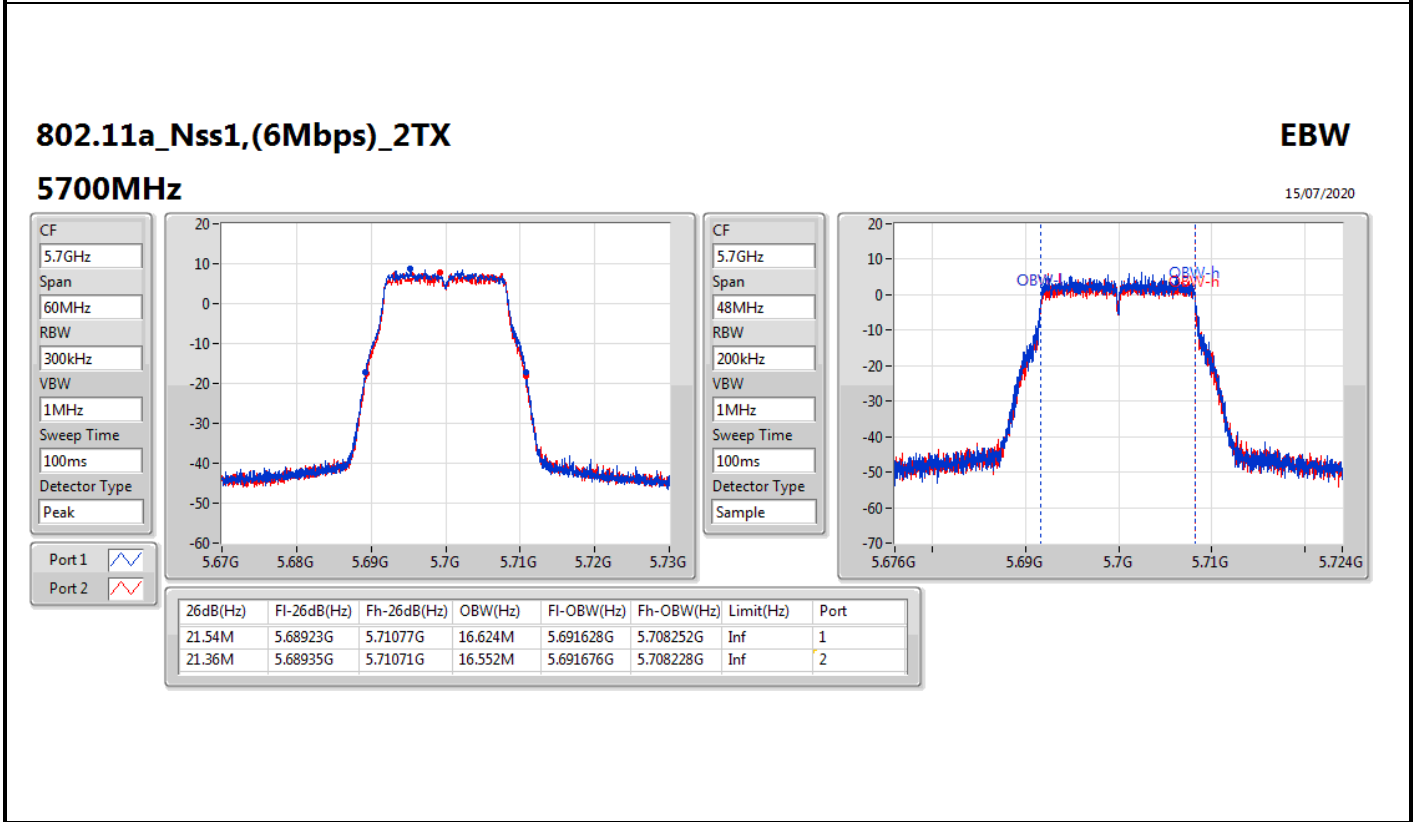 802.11a_Nss1,(6Mbps)_2TX EBW
5700MHz 15/07/2020
CF
5.7GHz
Span
60MHz
RBW
300kHz
VBW
1MHz
Sweep Time
100ms
Detector Type
Peak
Port 1
Port 2
20
10
0
-10
-20
-30
-40
-50
-60
5.67G 5.68G 5.69G 5.7G 5.71G 5.72G 5.73G
CF
5.7GHz
Span
48MHz
RBW
200kHz
VBW
1MHz
Sweep Time
100ms
Detector Type
Sample
20
10
0
-10
-20
-30
-40
-50
-60
-70
OBW-l OBW-h
OBW-h
5.676G 5.69G 5.7G 5.71G 5.724G
26dB(Hz) Fl-26dB(Hz) Fh-26dB(Hz) OBW(Hz) Fl-OBW(Hz) Fh-OBW(Hz) Limit(Hz) Port
21.54M 5.68923G 5.71077G 16.624M 5.691628G 5.708252G Inf 1
21.36M 5.68935G 5.71071G 16.552M 5.691676G 5.708228G Inf 2